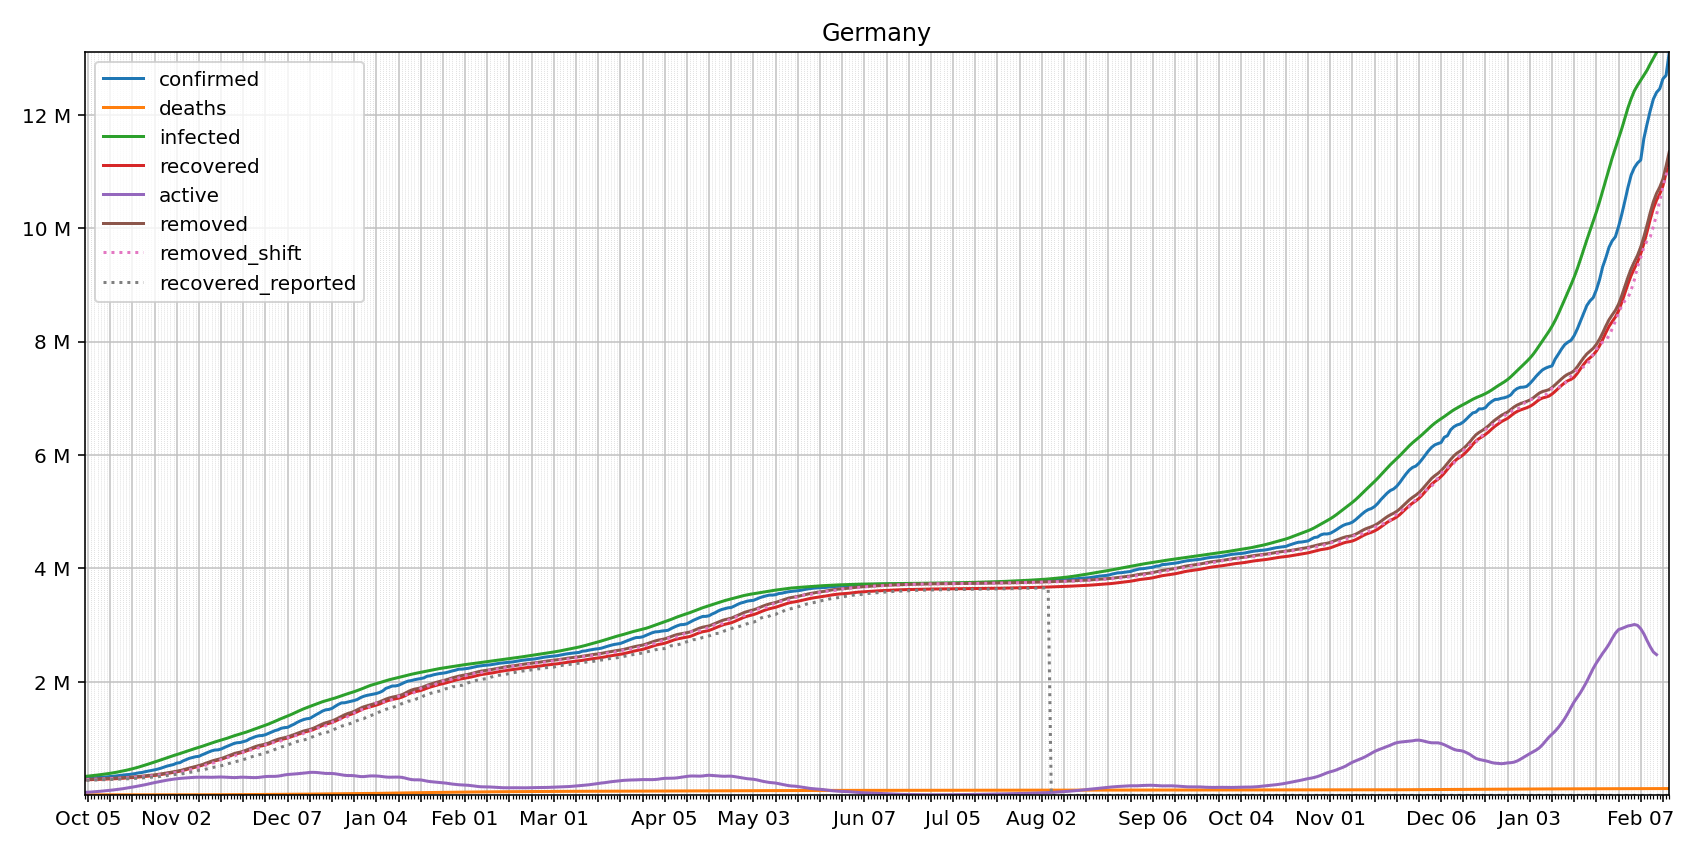 Germany
confirmed
deaths
infected
recovered
active
removed
removed_shift
recovered_reported
12 M
10 M
8 M
6 M
4 M
2 M
Oct 05 Nov 02 Dec 07 Jan 04 Feb 01 Mar 01 Apr 05 May 03 Jun 07 Jul 05 Aug 02 Sep 06 Oct 04 Nov 01 Dec 06 Jan 03 Feb 07